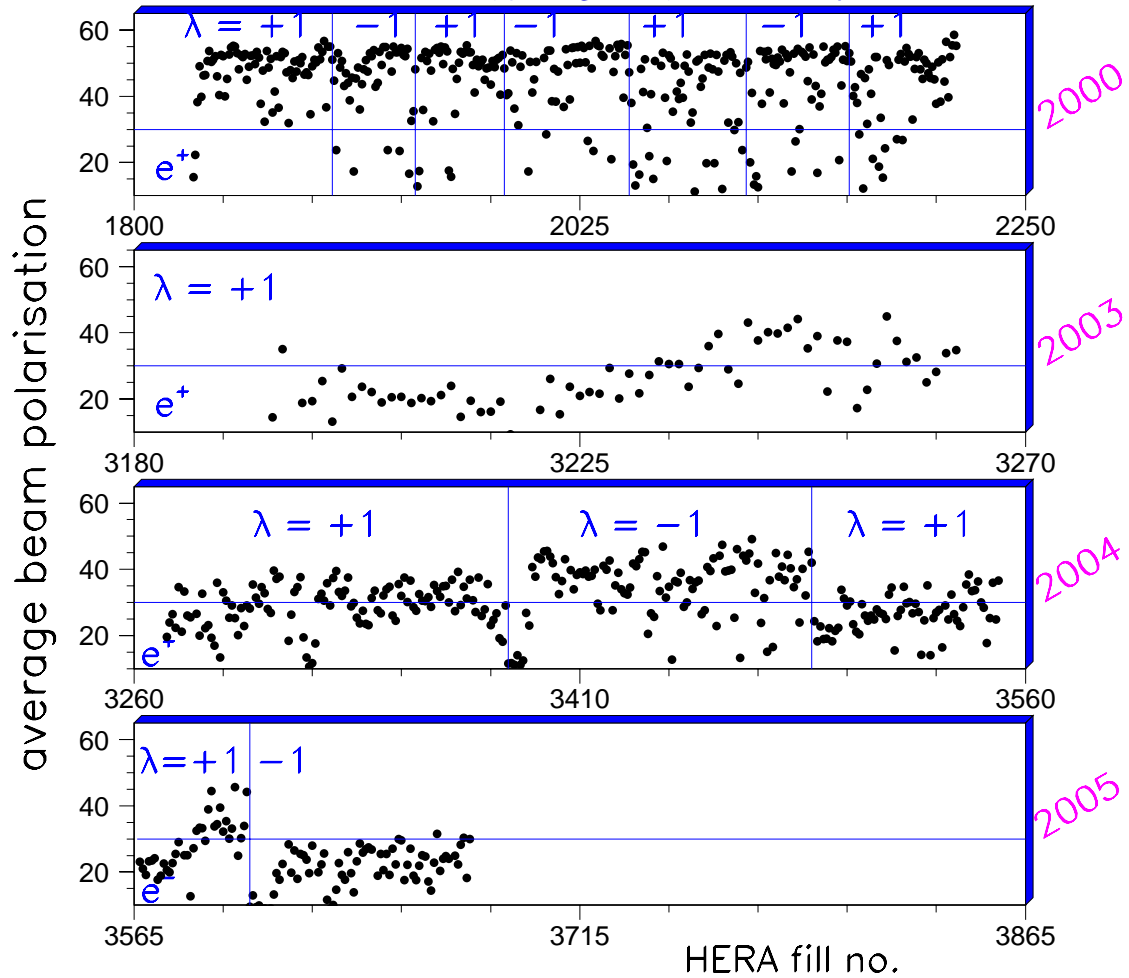 λ = +1 −1 +1 −1 +1 −1 +1
60
40
20
e+
2000
1800 2025 2250
λ = +1
60
40
20
e+
2003
3180 3225 3270
λ = +1 λ = −1 λ = +1
60
40
20
e+
2004
3260 3410 3560
λ=+1 −1
60
40
20
e−
2005
3565 3715 3865
average beam polarisation
HERA fill no.